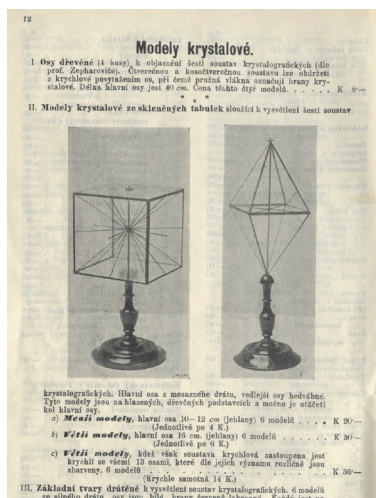 12
Modely krystalové.
I Osy dřevěné (4 kusy) k objasnění šesti soustav krystalografických (dle
prof. Zepharoviče). Čtverečnou a kosočtverečnou soustavu lze obdržeti
z krychlové povytažením os, při čemž pružná vlákna označují hrany kry-
stalové. Délka hlavní osy jest 40 cm. Cena těchto čtyř modelů . . . . . K 8·—
* * *
II. Modely krystalové ze skleněných tabulek sloužící k vysvětlení šesti soustav
krystalografických. Hlavní osa z mosazného drátu, vedlejší osy hedvábné.
Tyto modely jsou na hlazených, dřevěných podstavcích a možno je otáčeti
kol hlavní osy.
a) Menší modely, hlavní osa 10—12 cm (jehlany) 6 modelů . . . . K 20·—
(Jednotlivě po 4 K.)
b) Větší modely, hlavní osa 16 cm. (jehlany) 6 modelů . . . . . . K 30—
(Jednotlivě po 6 K.)
c) Větší modely, kdež však soustava krychlová zastoupena jest
krychlí se všemi 13 osami, které dle jejich významu rozličně jsou
zbarveny. 6 modelů . . . . . . . . . . . . . . K 36·—
(Krychle samotná 14 K.)
III. Základní tvary drátěné k vysvětlení soustav krystalografických. 6 modelů